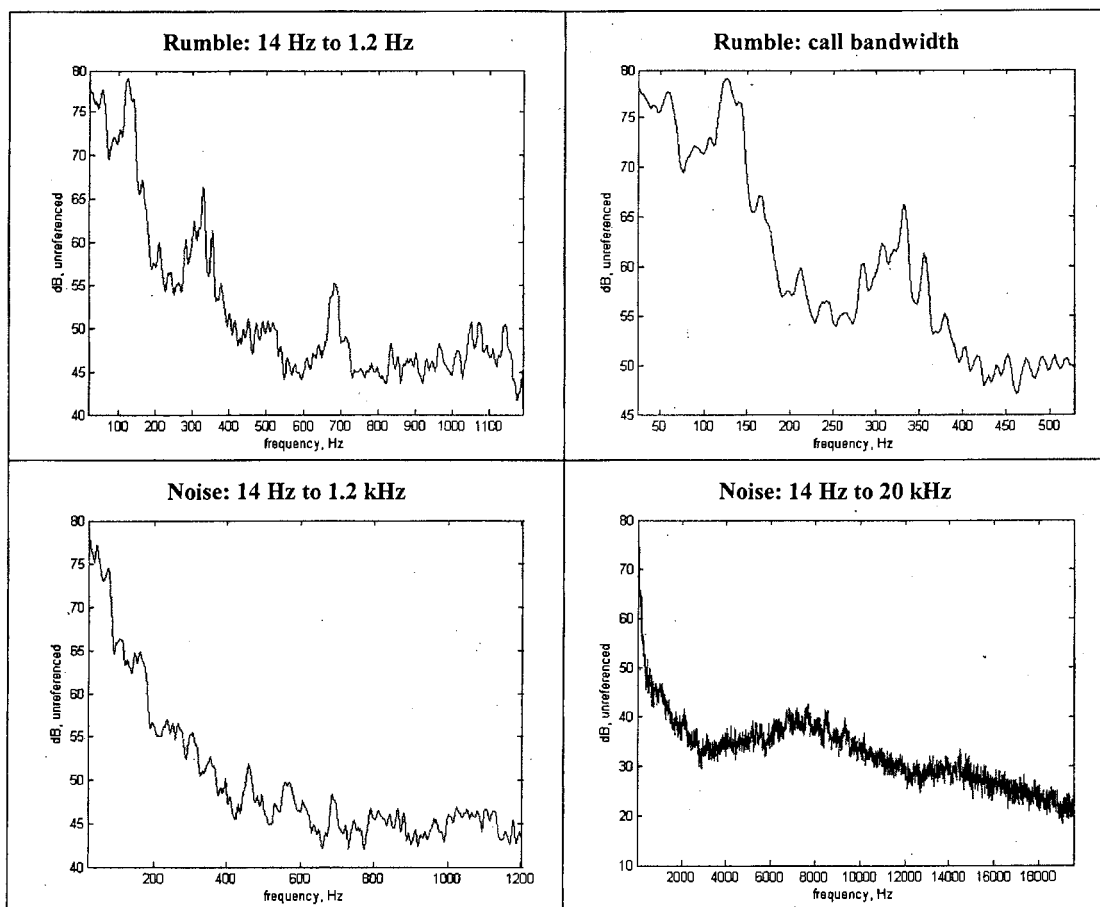 Rumble: 14 Hz to 1.2 Hz
80
75
70
65
60
55
50
45
40
dB, unreferenced
100 200 300 400 500 600 700 800 900 1000 1100
frequency, Hz
Rumble: call bandwidth
80
75
70
65
60
55
50
45
dB, unreferenced
50 100 150 200 250 300 350 400 450 500
frequency, Hz
Noise: 14 Hz to 1.2 kHz
80
75
70
65
60
55
50
45
40
dB, unreferenced
200 400 600 800 1000 1200
frequency, Hz
Noise: 14 Hz to 20 kHz
80
70
60
50
40
30
20
10
dB, unreferenced
2000 4000 6000 8000 10000 12000 14000 16000 18000
frequency, Hz